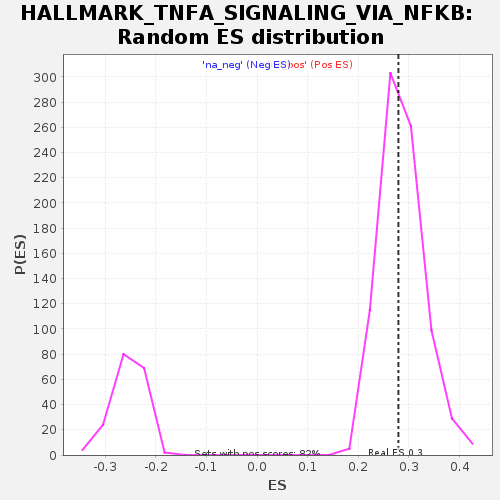 HALLMARK_TNFA_SIGNALING_VIA_NFKB:
Random ES distribution
'na_neg' (Neg ES) pos' (Pos ES)
P(ES)
300
280
260
240
220
200
180
160
140
120
100
80
60
40
20
0
Sets with pos scores: 82%
Real ES 0.3
-0.3 -0.2 -0.1 0.0 0.1 0.2 0.3 0.4
ES